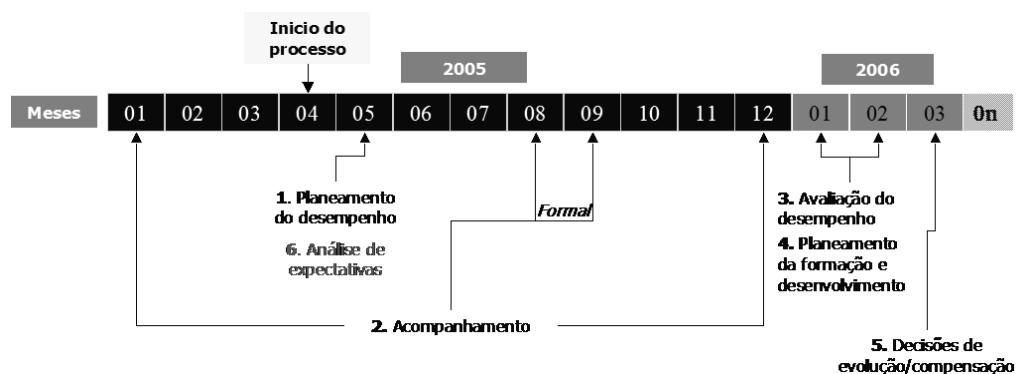 Inicio do
processo
2005
2006
Meses 01 02 03 04 05 06 07 08 09 10 11 12 01 02 03 0n
1. Planeamento
do desempenho
Formal
3. Avaliação do
desempenho
6. Análise de
expectativas
4. Planeamento
da formação e
desenvolvimento
2. Acompanhamento
5. Decisões de
evolução/compensação